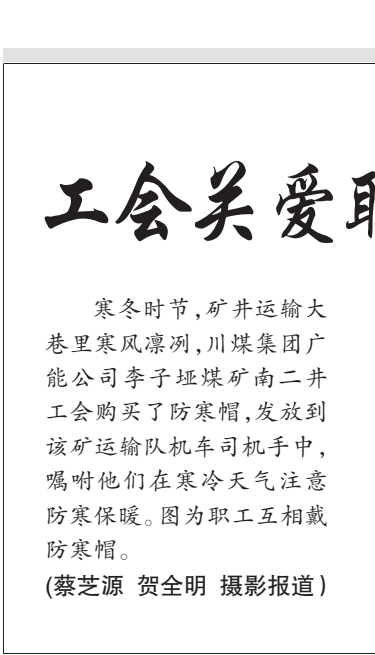 工会关爱
寒冬时节,矿井运输大
巷里寒风凛冽,川煤集团广
能公司李子垭煤矿南二井
工会购买了防寒帽,发放到
该矿运输队机车司机手中,
嘱咐他们在寒冷天气注意
防寒保暖。图为职工互相戴
防寒帽。
(蔡芝源 贺全明 摄影报道)